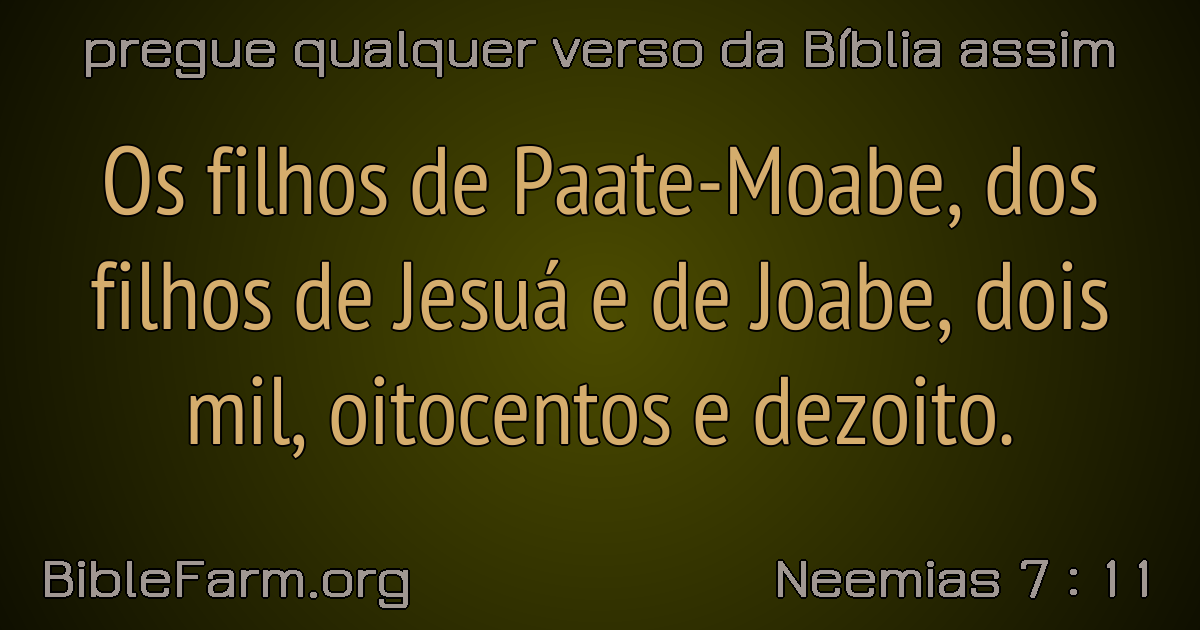 pregue qualquer verso da Bíblia assim
Os filhos de Paate-Moabe, dos
filhos de Jesuá e de Joabe, dois
mil, oitocentos e dezoito.
BibleFarm.org
Neemias 7 : 11